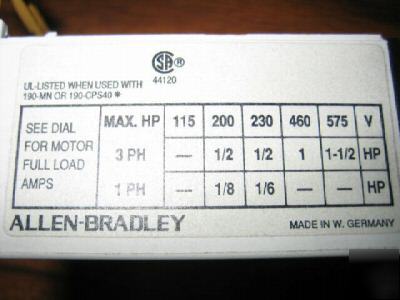 SA ®
44120
UL-LISTED WHEN USED WITH
190-MN OR 190-CPS40*
SEE DIAL
FOR MOTOR
FULL LOAD
AMPS
MAX. HP 115 200 230 460 575 V
3 PH — 1/2 1/2 1 1-1/2 HP
1 PH — 1/8 1/6 — — HP
ALLEN-BRADLEY
MADE IN W. GERMANY